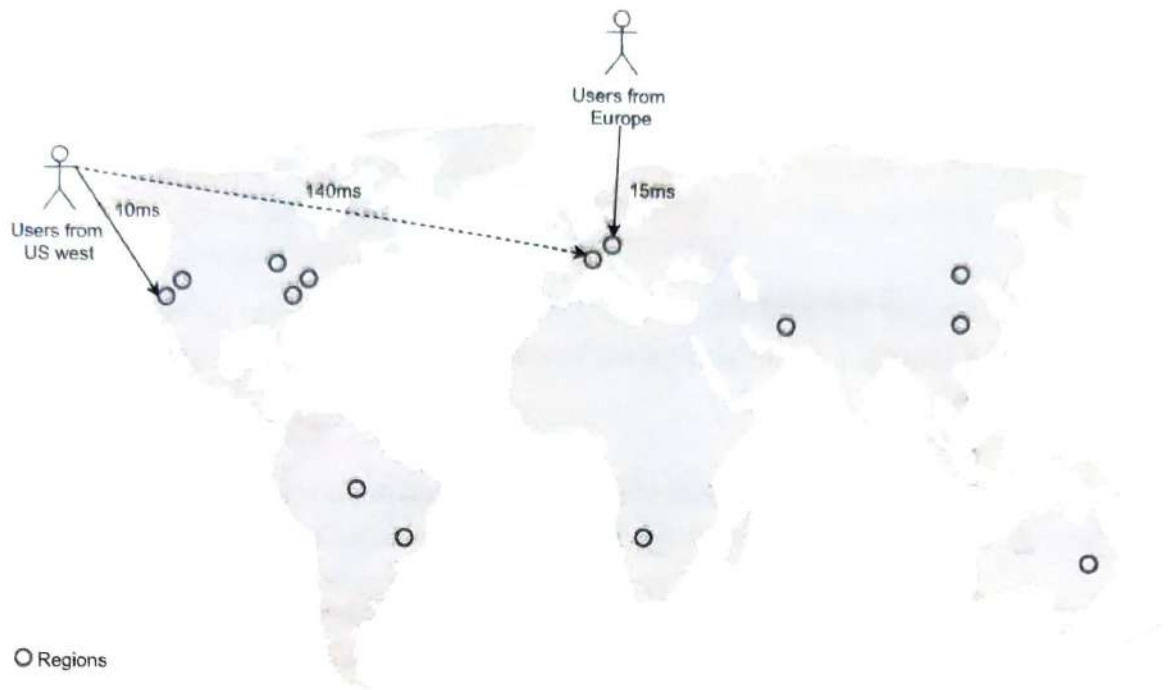 Users from
Europe
140ms
15ms
10ms
Users from
US west
Regions